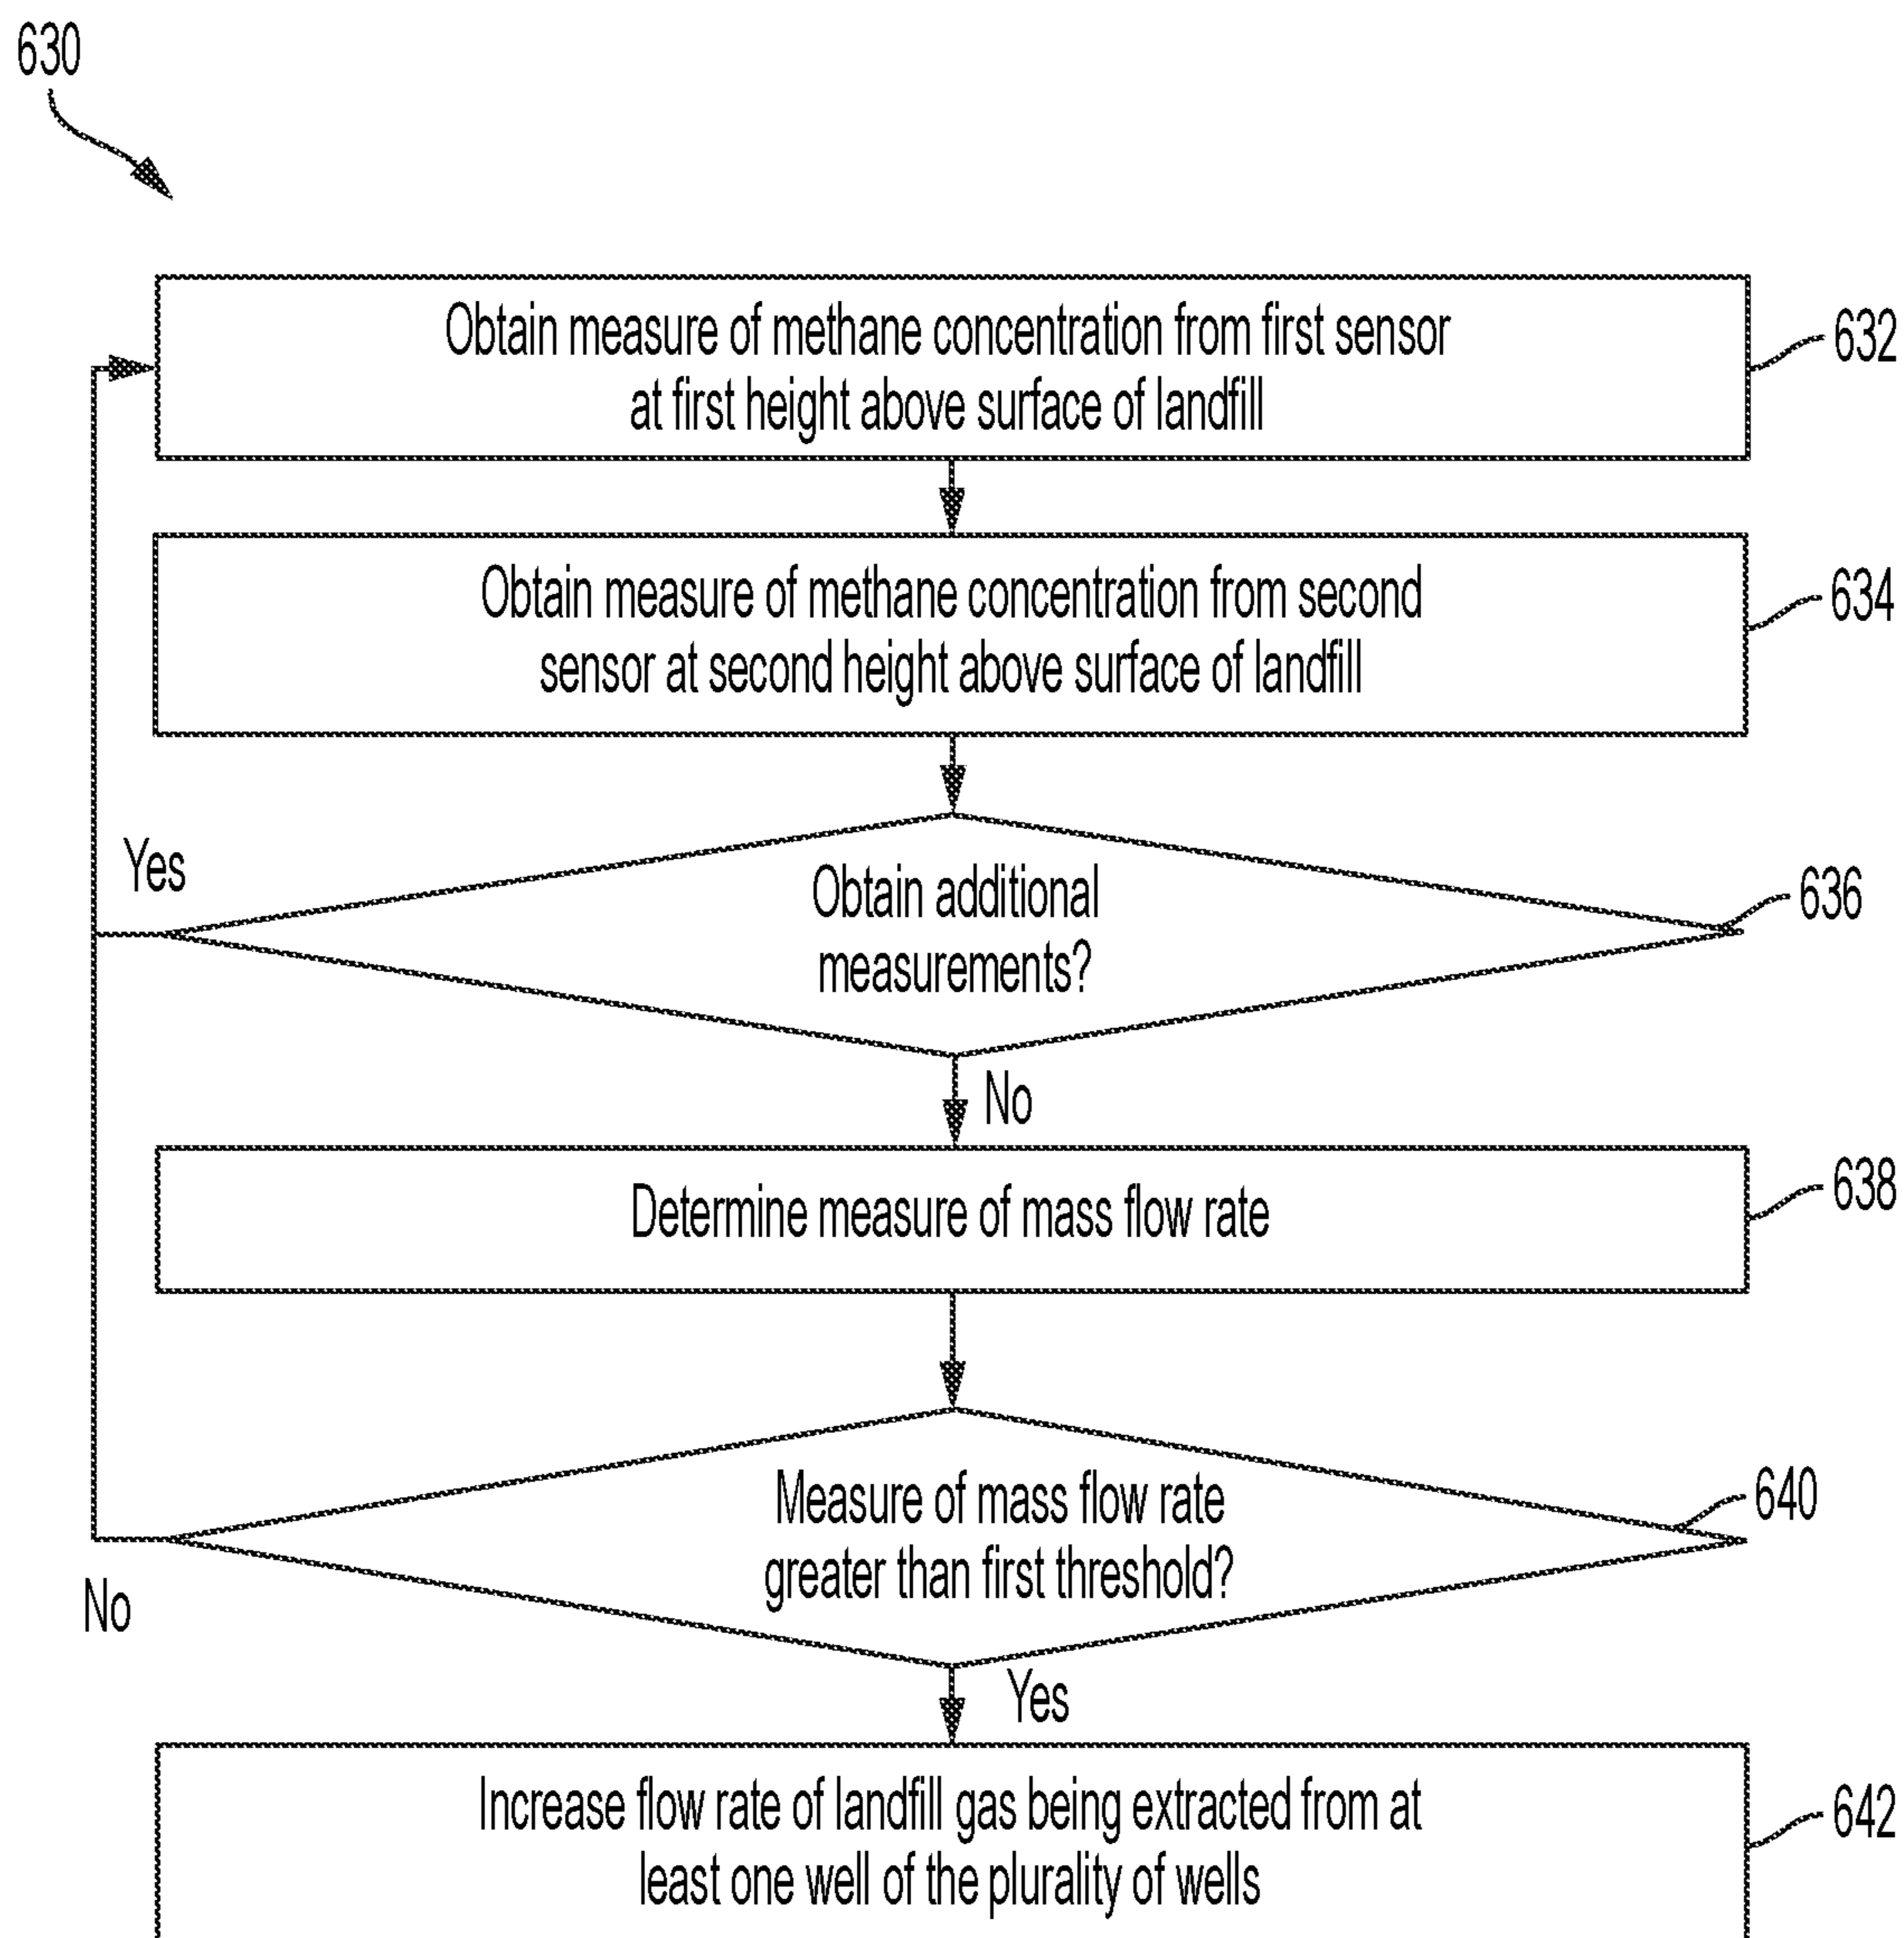 630
Obtain measure of methane concentration from first sensor
at first height above surface of landfill
632
Obtain measure of methane concentration from second
sensor at second height above surface of landfill
634
Yes
Obtain additional
measurements?
636
No
Determine measure of mass flow rate
638
Measure of mass flow rate
greater than first threshold?
640
No
Yes
Increase flow rate of landfill gas being extracted from at
least one well of the plurality of wells
642